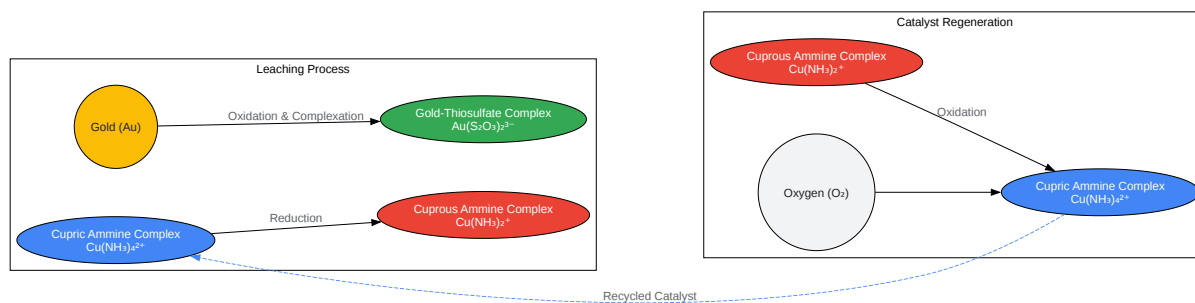 Leaching Process
Gold (Au)
Oxidation & Complexation
Gold-Thiosulfate Complex
Au(S₂O₃)₂³⁻
Cupric Ammine Complex
Cu(NH₃)₄²⁺
Reduction
Cuprous Ammine Complex
Cu(NH₃)₂⁺
Catalyst Regeneration
Cuprous Ammine Complex
Cu(NH₃)₂⁺
Oxidation
Oxygen (O₂)
Cupric Ammine Complex
Cu(NH₃)₄²⁺
Recycled Catalyst